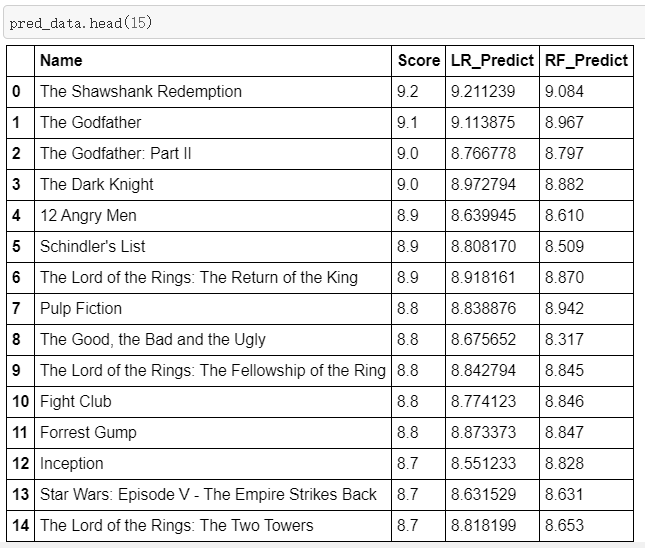 pred_data.head(15)
Name Score LR_Predict RF_Predict
0 The Shawshank Redemption 9.2 9.211239 9.084
1 The Godfather 9.1 9.113875 8.967
2 The Godfather: Part II 9.0 8.766778 8.797
3 The Dark Knight 9.0 8.972794 8.882
4 12 Angry Men 8.9 8.639945 8.610
5 Schindler's List 8.9 8.808170 8.509
6 The Lord of the Rings: The Return of the King 8.9 8.918161 8.870
7 Pulp Fiction 8.8 8.838876 8.942
8 The Good, the Bad and the Ugly 8.8 8.675652 8.317
9 The Lord of the Rings: The Fellowship of the Ring 8.8 8.842794 8.845
10 Fight Club 8.8 8.774123 8.846
11 Forrest Gump 8.8 8.873373 8.847
12 Inception 8.7 8.551233 8.828
13 Star Wars: Episode V - The Empire Strikes Back 8.7 8.631529 8.631
14 The Lord of the Rings: The Two Towers 8.7 8.818199 8.653